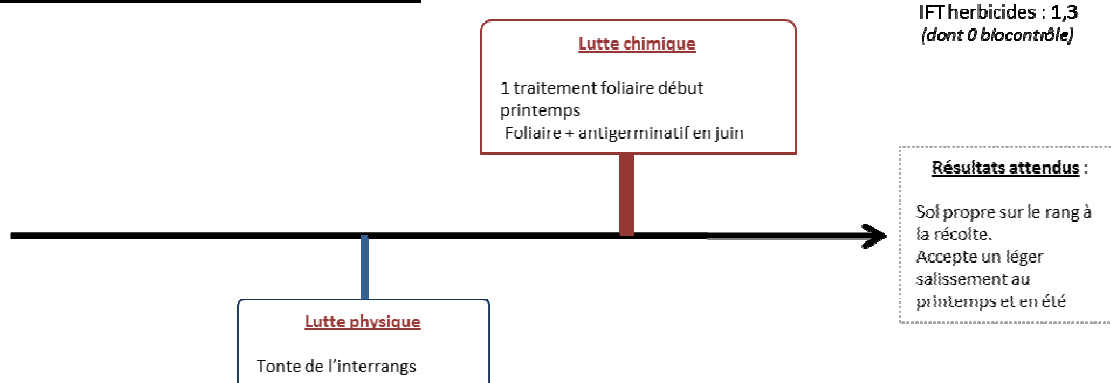 IFT herbicides : 1,3
(dont 0 biocontrôle)
Lutte chimique
1 traitement foliaire début
printemps
Foliaire + antigerminatif en juin
Résultats attendus :
Sol propre sur le rang à
la récolte.
Accepte un léger
salissement au
printemps et en été
Lutte physique
Tonte de l'interrangs